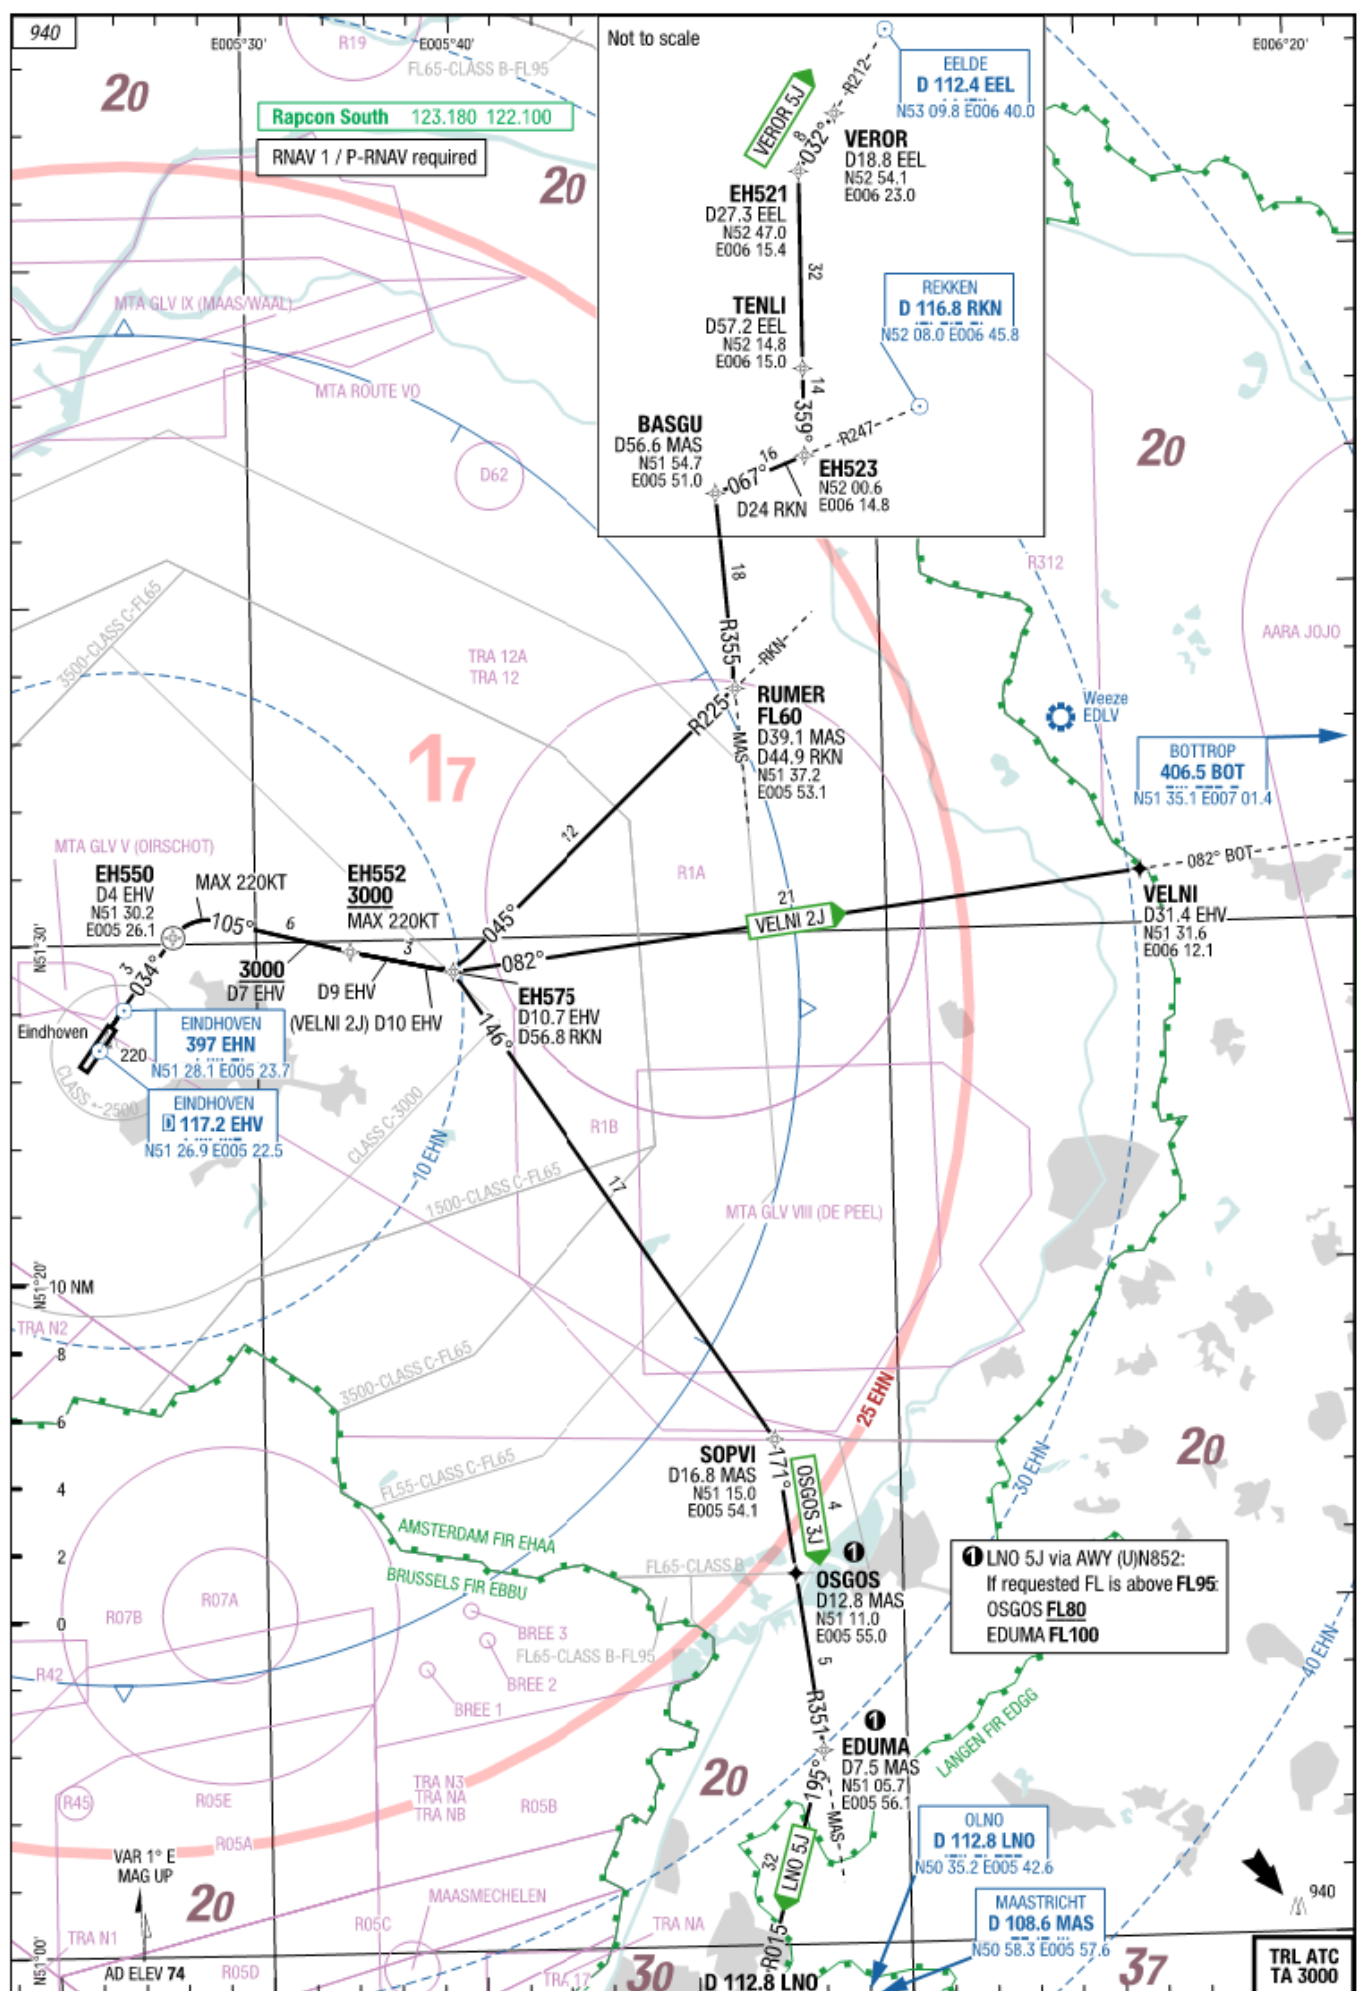 940
E005°30'
R19
E005°40'
FL65-CLASS B-FL95
20
Rapcon South 123.180 122.100
RNAV 1 / P-RNAV required
20
Not to scale
E006°20'
EELDE
D 112.4 EEL
N53 09.8 E006 40.0
R212
VEROR 5J
8
032°
VEROR
D18.8 EEL
N52 54.1
E006 23.0
EH521
D27.3 EEL
N52 47.0
E006 15.4
32
REKKEN
D 116.8 RKN
N52 08.0 E006 45.8
TENLI
D57.2 EEL
N52 14.8
E006 15.0
14
359°
R247
BASGU
D56.6 MAS
N51 54.7
E005 51.0
16
067°
D24 RKN
EH523
N52 00.6
E006 14.8
MTA GLV IX (MAAS/WAAL)
MTA ROUTE VO
D62
20
R312
AARA JOJO
3500-CLASS C-FL65
TRA 12A
TRA 12
18
R355
RKN
R225
MAS
RUMER
FL60
D39.1 MAS
D44.9 RKN
N51 37.2
E005 53.1
Weeze
EDLV
BOTTROP
406.5 BOT
N51 35.1 E007 01.4
17
12
R1A
MTA GLV V (OIRSCHOT)
EH550
D4 EHV
N51 30.2
E005 26.1
MAX 220KT
105°
6
EH552
3000
MAX 220KT
3
045°
082°
21
VELNI 2J
082° BOT
VELNI
D31.4 EHV
N51 31.6
E006 12.1
N51°30'
3
034°
3000
D7 EHV
D9 EHV
(VELNI 2J) D10 EHV
EH575
D10.7 EHV
D56.8 RKN
146°
Eindhoven
220
EINDHOVEN
397 EHN
N51 28.1 E005 23.7
CLASS *-2500
EINDHOVEN
D 117.2 EHV
N51 26.9 E005 22.5
CLASS C-3000
10 EHN
R1B
1500-CLASS C-FL65
17
MTA GLV VIII (DE PEEL)
N51°20'
10 NM
TRA N2
8
3500-CLASS C-FL65
25 EHN
6
FL55-CLASS C-FL65
SOPVI
D16.8 MAS
N51 15.0
E005 54.1
171°
OSGOS 3J
4
30 EHN
20
4
AMSTERDAM FIR EHAA
BRUSSELS FIR EBBU
2
FL65-CLASS B
1
OSGOS
D12.8 MAS
N51 11.0
E005 55.0
1 LNO 5J via AWY (U)N852:
If requested FL is above FL95:
OSGOS FL80
EDUMA FL100
R07B
R07A
0
BREE 3
FL65-CLASS B-FL95
BREE 2
BREE 1
R42
5
R351
40 EHN
LANGEN FIR EDGG
1
EDUMA
D7.5 MAS
N51 05.7
E005 56.1
195°
MAS
TRA N3
TRA NA
TRA NB
20
R45
R05E
R05B
R05A
VAR 1° E
MAG UP
OLNO
D 112.8 LNO
N50 35.2 E005 42.6
32
LNO 5J
20
MAASMECHELEN
R05C
TRA NA
R015
MAASTRICHT
D 108.6 MAS
N50 58.3 E005 57.6
940
TRA N1
N51°00'
AD ELEV 74
R05D
TRA 17
30
D 112.8 LNO
37
TRL ATC
TA 3000